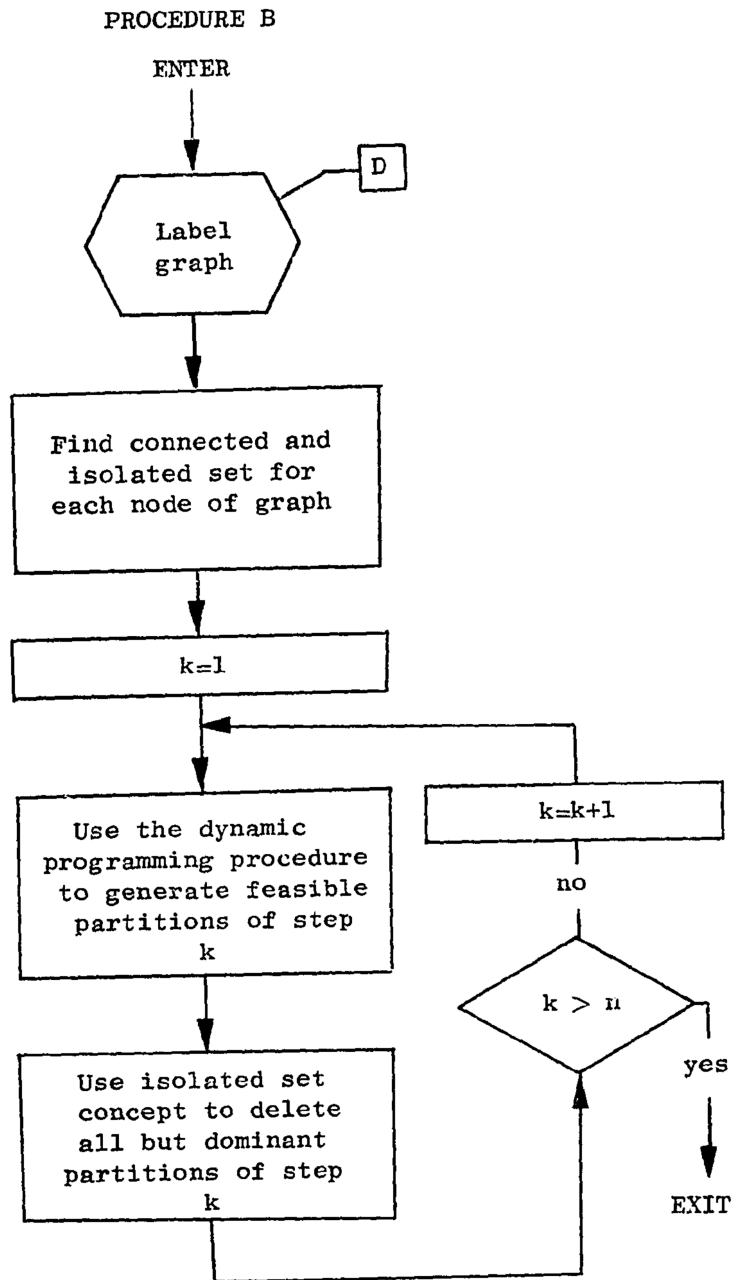 PROCEDURE B
ENTER
D
Label
graph
Find connected and
isolated set for
each node of graph
k=1
Use the dynamic
programming procedure
to generate feasible
partitions of step
k
k=k+1
no
k > n
yes
Use isolated set
concept to delete
all but dominant
partitions of step
k
EXIT